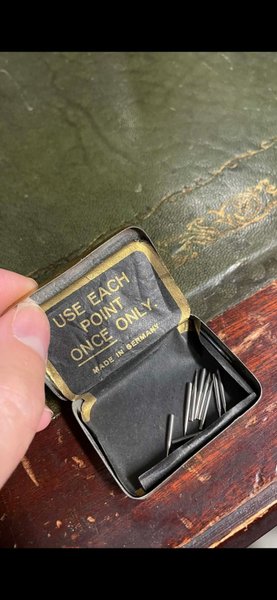 USE EACH
POINT
ONCE ONLY.
MADE IN GERMANY